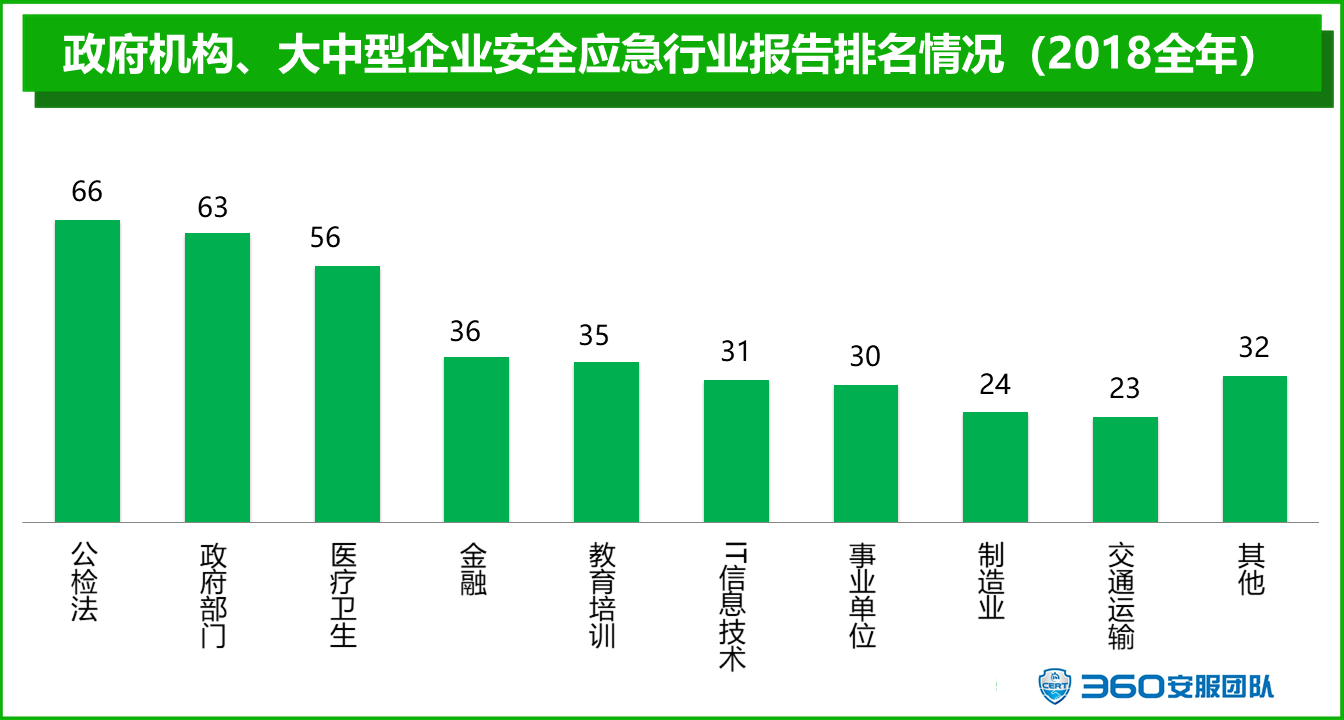 政府机构、大中型企业安全应急行业报告排名情况（2018全年）
66
63
56
36
35
31
30
24
23
32
公检法
政府部门
医疗卫生
金融
教育培训
IT信息技术
事业单位
制造业
交通运输
其他
CERT
360安服团队